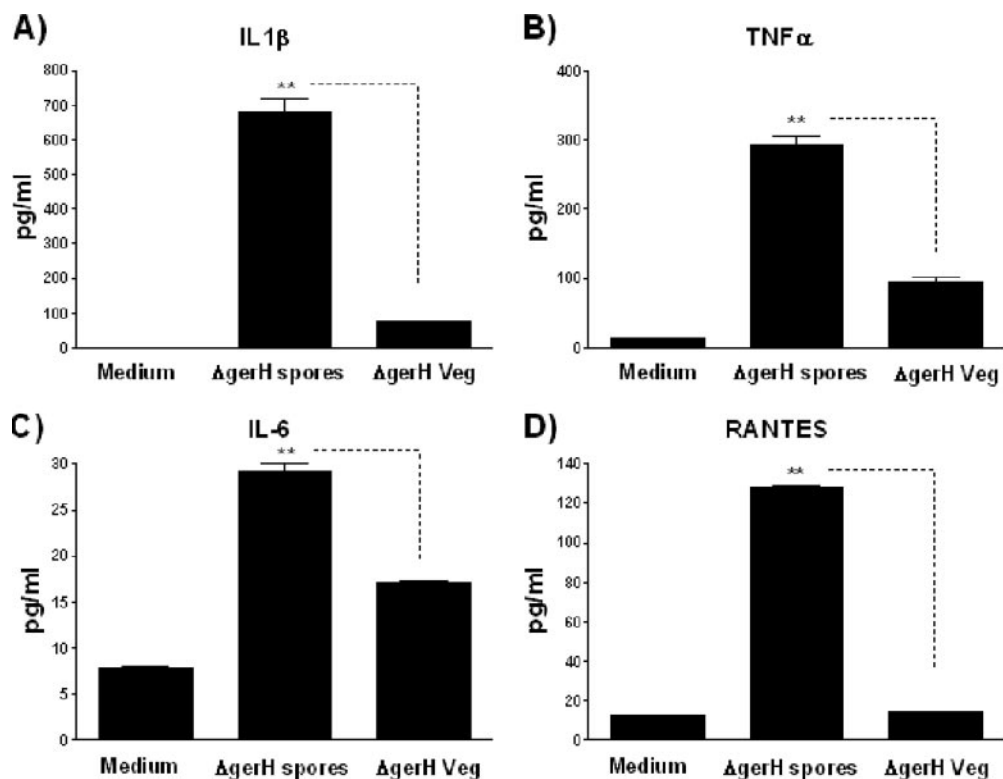 A)
IL1β
800
700
600
500
400
300
200
100
0
pg/ml
**
Medium ΔgerH spores ΔgerH Veg
B)
TNFα
400
300
200
100
0
pg/ml
**
Medium ΔgerH spores ΔgerH Veg
C)
IL-6
30
25
20
15
10
5
0
pg/ml
**
Medium ΔgerH spores ΔgerH Veg
D)
RANTES
140
120
100
80
60
40
20
0
pg/ml
**
Medium ΔgerH spores ΔgerH Veg